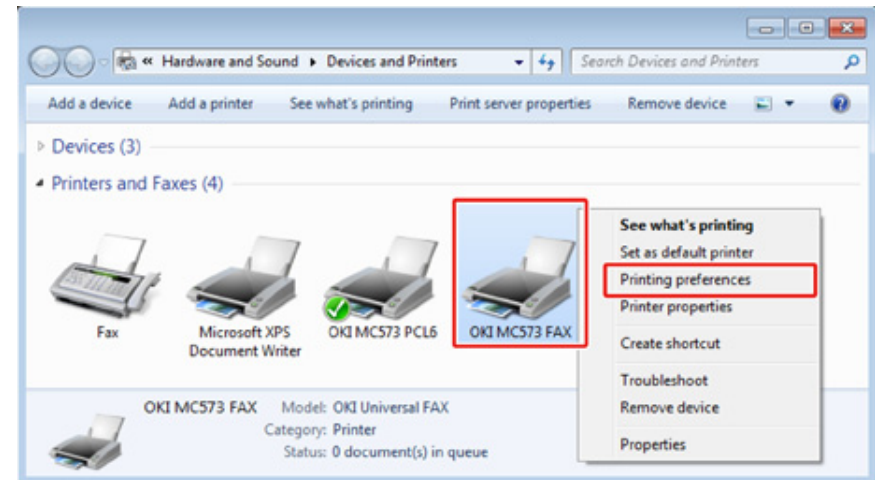 « Hardware and Sound ▸ Devices and Printers
Search Devices and Printers
Add a device Add a printer See what's printing Print server properties Remove device
Devices (3)
Printers and Faxes (4)
Fax
Microsoft XPS
Document Writer
OKI MC573 PCL6
OKI MC573 FAX
See what's printing
Set as default printer
Printing preferences
Printer properties
Create shortcut
Troubleshoot
Remove device
Properties
OKI MC573 FAX Model: OKI Universal FAX
Category: Printer
Status: 0 document(s) in queue